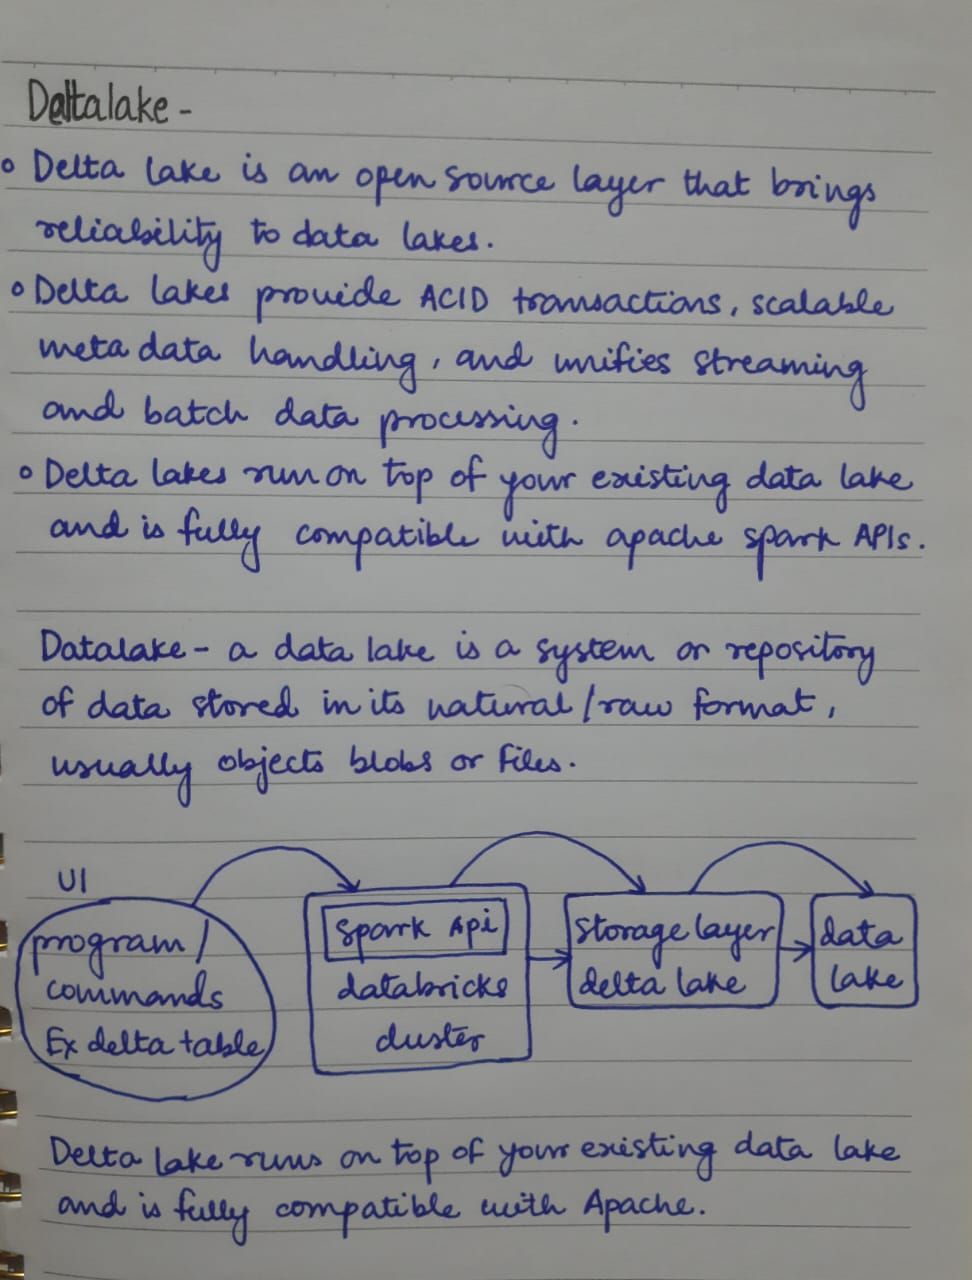 Deltalake -
Delta lake is an open source layer that brings
reliability to data lakes.
Delta lakes provide ACID transactions, scalable
meta data handling, and unifies streaming
and batch data processing.
Delta lakes run on top of your existing data lake
and is fully compatible with apache spark APIs.
Datalake - a data lake is a system or repository
of data stored in its natural/raw format,
usually objects blobs or files.
UI
program/
commands
Ex delta table
Spark Api
databricks
cluster
storage layer
delta lake
data
lake
Delta lake runs on top of your existing data lake
and is fully compatible with Apache.